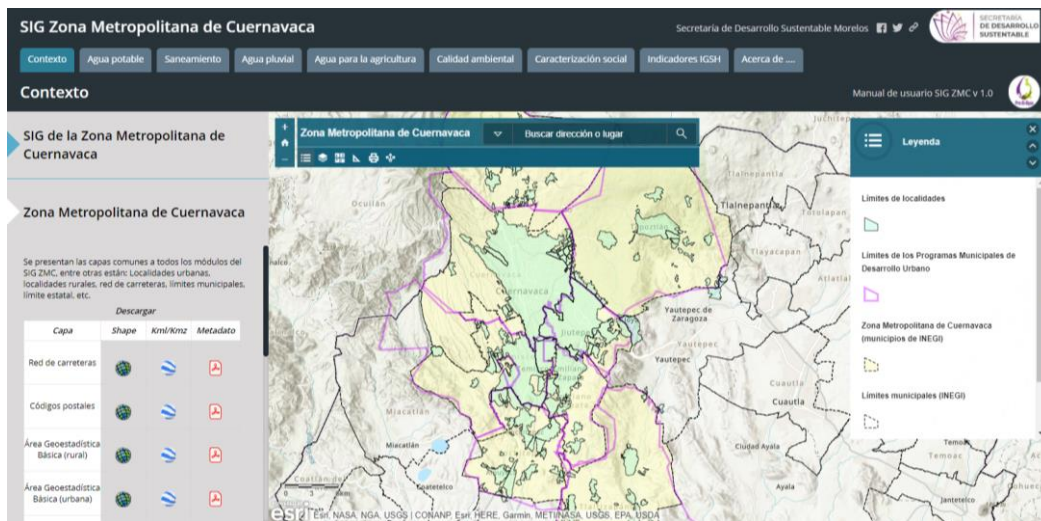 SIG Zona Metropolitana de Cuernavaca
Secretaría de Desarrollo Sustentable Morelos
SECRETARÍA
DE DESARROLLO
SUSTENTABLE
Contexto
Agua potable
Saneamiento
Agua pluvial
Agua para la agricultura
Calidad ambiental
Caracterización social
Indicadores IGSH
Acerca de ....
Contexto
Manual de usuario SIG ZMC v 1.0
SIG de la Zona Metropolitana de
Cuernavaca
Zona Metropolitana de Cuernavaca
Se presentan las capas comunes a todos los módulos del
SIG ZMC, entre otras están: Localidades urbanas,
localidades rurales, red de carreteras, límites municipales,
límite estatal, etc.
Descargar
Capa Shape Kml/Kmz Metadato
Red de carreteras
Códigos postales
Área Geoestadística
Básica (rural)
Área Geoestadística
Básica (urbana)
+
–
Zona Metropolitana de Cuernavaca
Buscar dirección o lugar
Ocuilán
Tlalnepantla
Tlalnepantla
Totolapan
Tlayacapan
Cuernavaca
Cuernavaca
Yautepec de
Zaragoza
Yautepec
Yautepec
Cuautla
Cuautla
Miacatlán
Miacatlán
Coatetelco
Ciudad Ayala
Ayala
Temoac
Jantetelco
esri
Esri, NASA, NGA, USGS | CONANP, Esri, HERE, Garmin, METI/NASA, USGS, EPA, USDA
Leyenda
Límites de localidades
Límites de los Programas Municipales de
Desarrollo Urbano
Zona Metropolitana de Cuernavaca
(municipios de INEGI)
Límites municipales (INEGI)